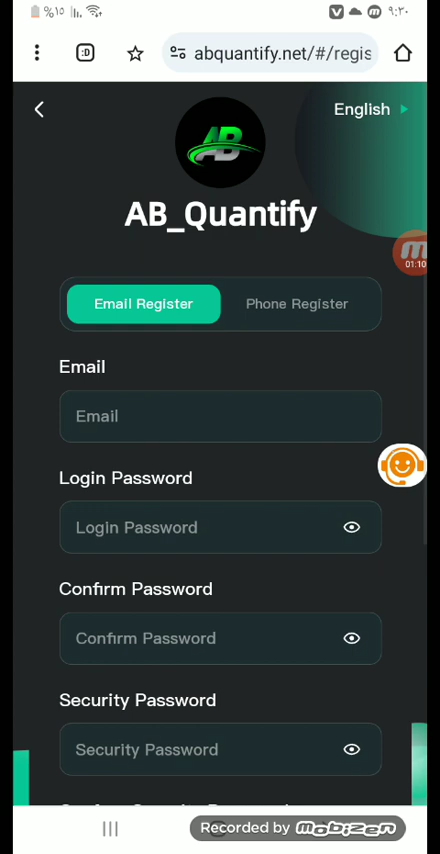 %١٥
V
m
٩:٣٠
:D
abquantify.net/#/regis
English
AB
AB_Quantify
m
01:10
Email Register
Phone Register
Email
Email
Login Password
Login Password
Confirm Password
Confirm Password
Security Password
Security Password
Recorded by mobizen